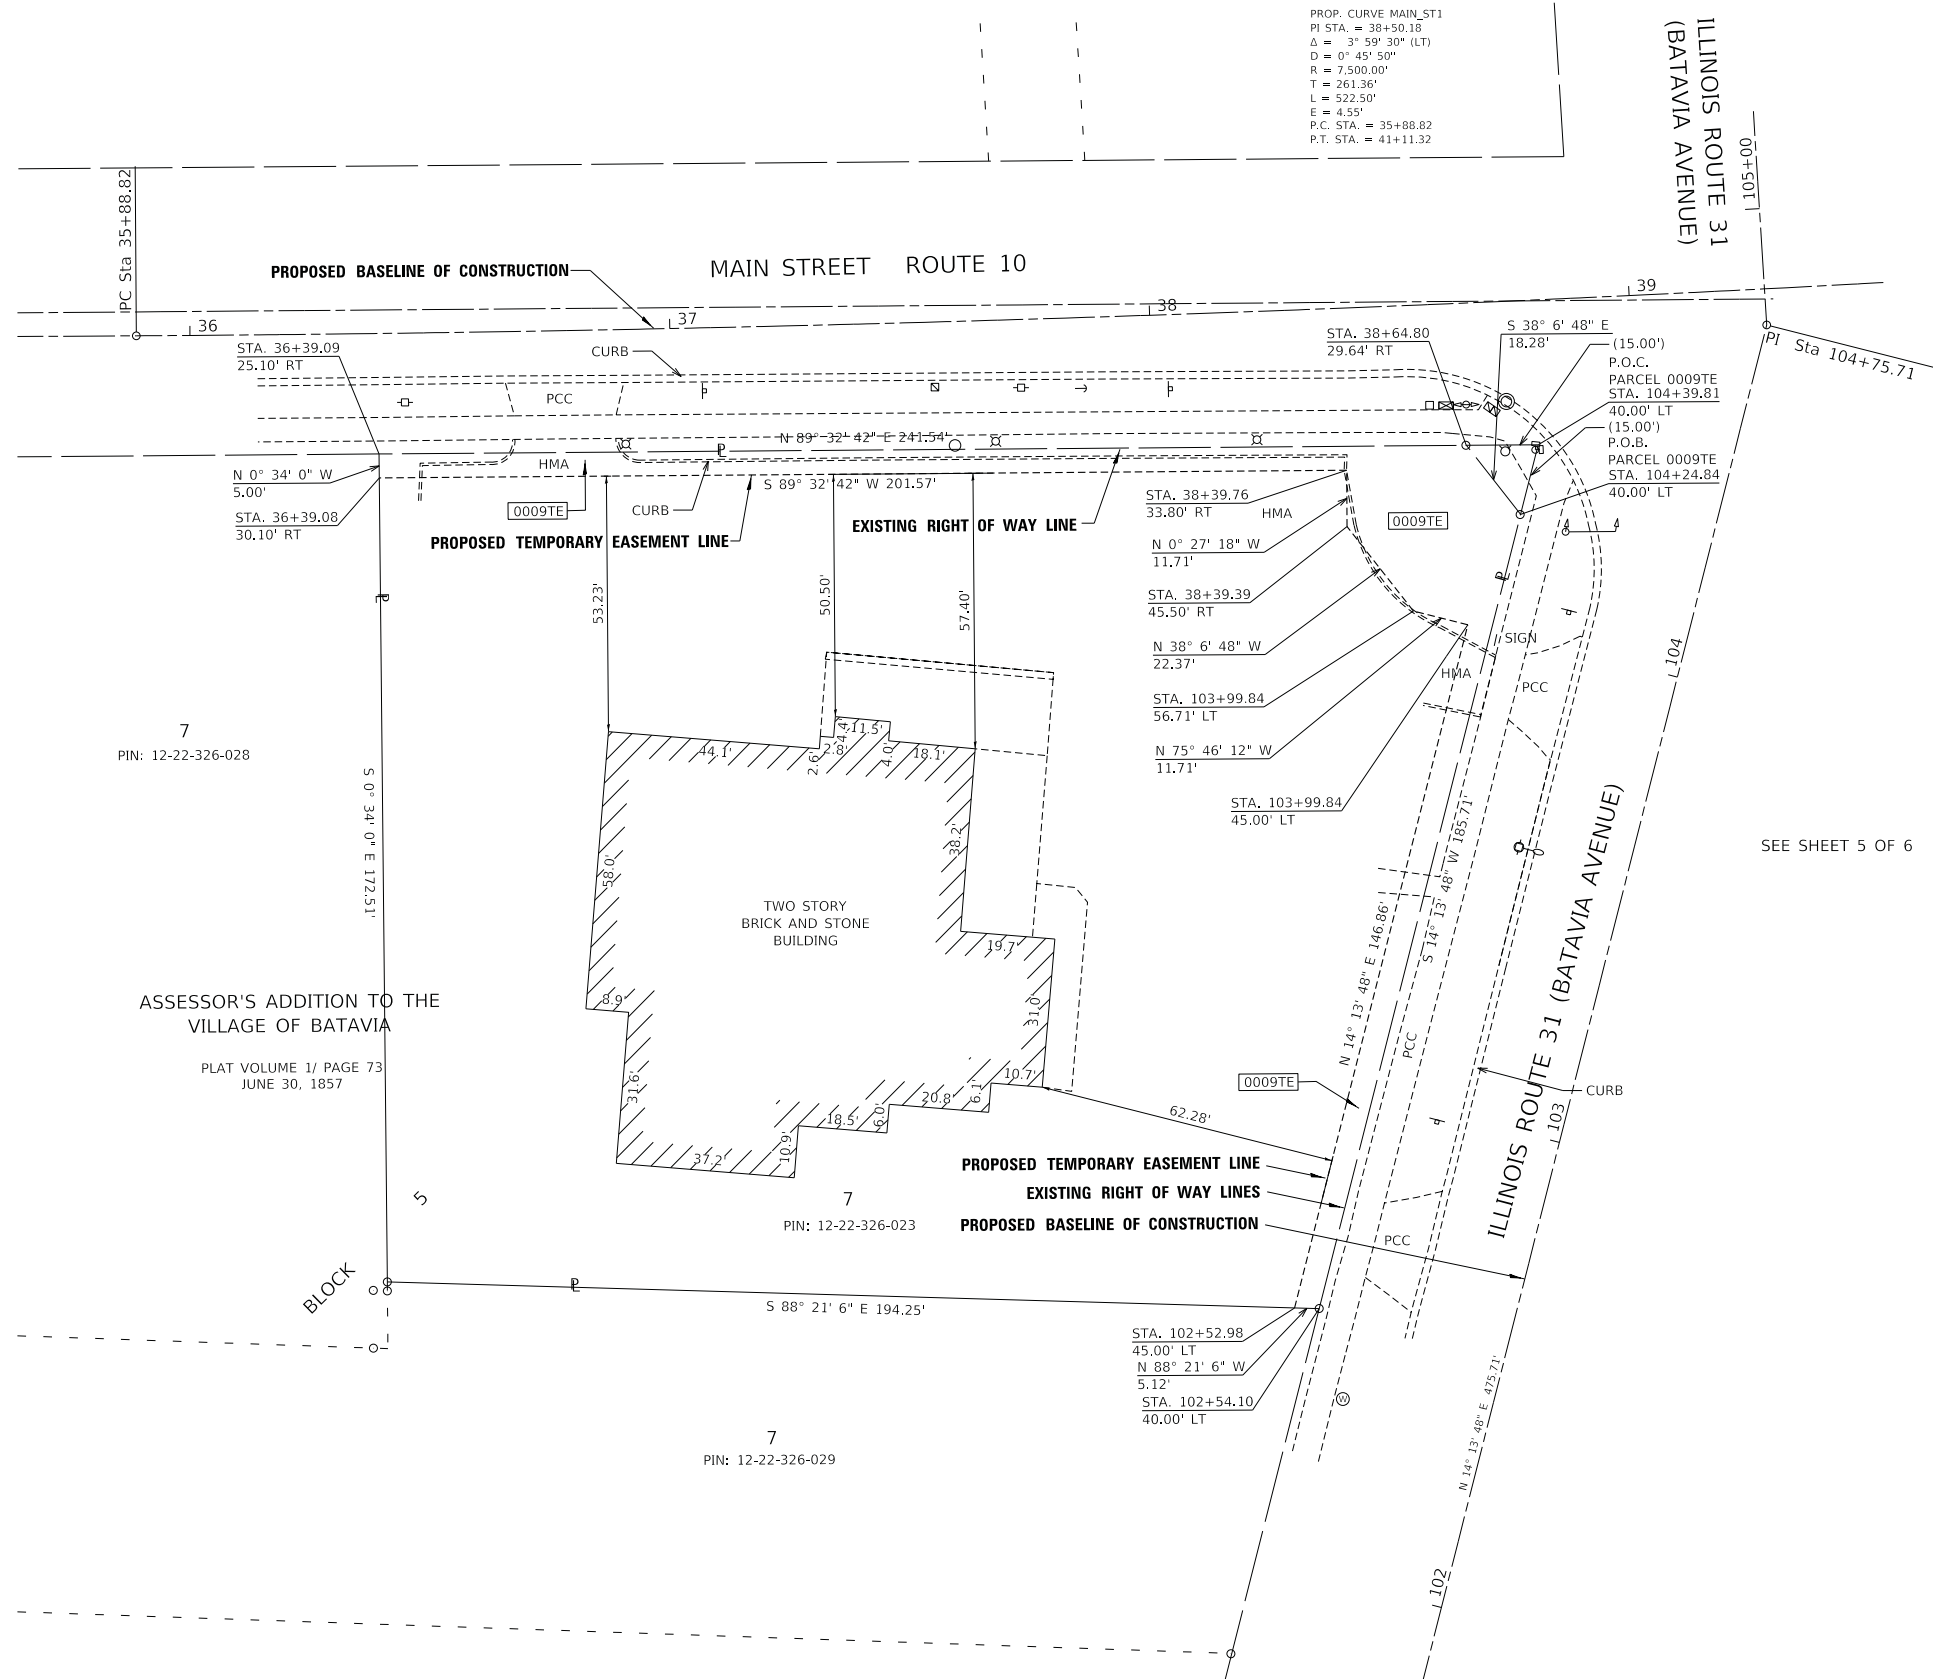 PROP. CURVE MAIN_ST1
PI STA. = 38+50.18
Δ = 3° 59' 30" (LT)
D = 0° 45' 50"
R = 7,500.00'
T = 261.36'
L = 522.50'
E = 4.55'
P.C. STA. = 35+88.82
P.T. STA. = 41+11.32
ILLINOIS ROUTE 31
(BATAVIA AVENUE)
105+00
PC Sta 35+88.82
PROPOSED BASELINE OF CONSTRUCTION
MAIN STREET ROUTE 10
36
37
38
39
PI Sta 104+75.71
STA. 36+39.09
25.10' RT
CURB
PCC
STA. 38+64.80
29.64' RT
S 38° 6' 48" E
18.28'
(15.00')
P.O.C.
PARCEL 0009TE
STA. 104+39.81
40.00' LT
(15.00')
P.O.B.
PARCEL 0009TE
STA. 104+24.84
40.00' LT
N 89° 32' 42" E 241.54'
HMA
N 0° 34' 0" W
5.00'
STA. 36+39.08
30.10' RT
S 89° 32' 42" W 201.57'
0009TE
CURB
PROPOSED TEMPORARY EASEMENT LINE
EXISTING RIGHT OF WAY LINE
STA. 38+39.76
33.80' RT
HMA
0009TE
N 0° 27' 18" W
11.71'
STA. 38+39.39
45.50' RT
N 38° 6' 48" W
22.37'
STA. 103+99.84
56.71' LT
N 75° 46' 12" W
11.71'
STA. 103+99.84
45.00' LT
SIGN
HMA
PCC
104
53.23'
50.50'
57.40'
7
PIN: 12-22-326-028
S 0° 34' 0" E 172.51'
44.1'
2.6'
2.8'
4.4'
11.5'
4.0'
18.1'
38.2'
58.0'
TWO STORY
BRICK AND STONE
BUILDING
19.7'
31.0'
8.9'
31.6'
10.7'
6.1'
20.8'
6.0'
18.5'
10.9'
37.2'
SEE SHEET 5 OF 6
S 14° 13' 48" W 185.71'
N 14° 13' 48" E 146.86'
ILLINOIS ROUTE 31 (BATAVIA AVENUE)
ASSESSOR'S ADDITION TO THE
VILLAGE OF BATAVIA
PLAT VOLUME 1/ PAGE 73
JUNE 30, 1857
PCC
0009TE
CURB
103
62.28'
PROPOSED TEMPORARY EASEMENT LINE
EXISTING RIGHT OF WAY LINES
PROPOSED BASELINE OF CONSTRUCTION
PCC
5
BLOCK
7
PIN: 12-22-326-023
S 88° 21' 6" E 194.25'
STA. 102+52.98
45.00' LT
N 88° 21' 6" W
5.12'
STA. 102+54.10
40.00' LT
W
N 14° 13' 48" E 475.71'
7
PIN: 12-22-326-029
102